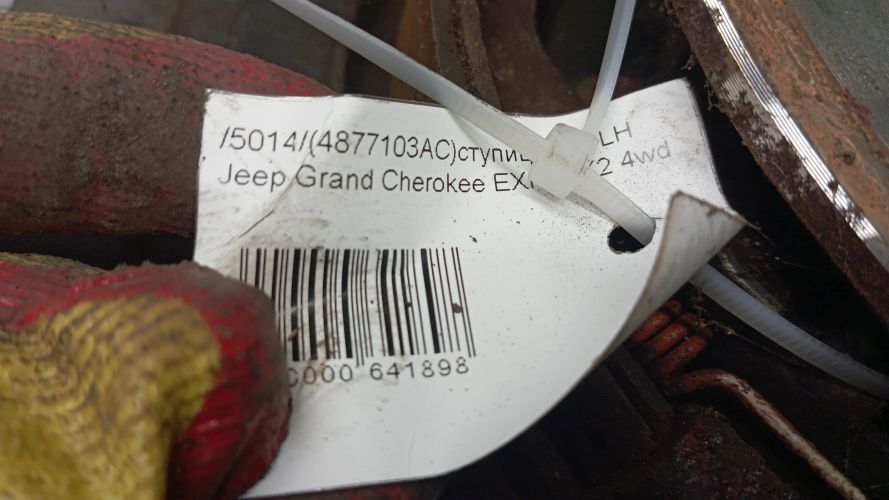 /5014/(4877103AC)ступиц LH
Jeep Grand Cherokee EX 2 4wd
000 641898